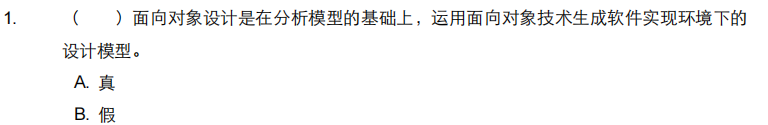 1. （ ）面向对象设计是在分析模型的基础上，运用面向对象技术生成软件实现环境下的
设计模型。
A. 真
B. 假